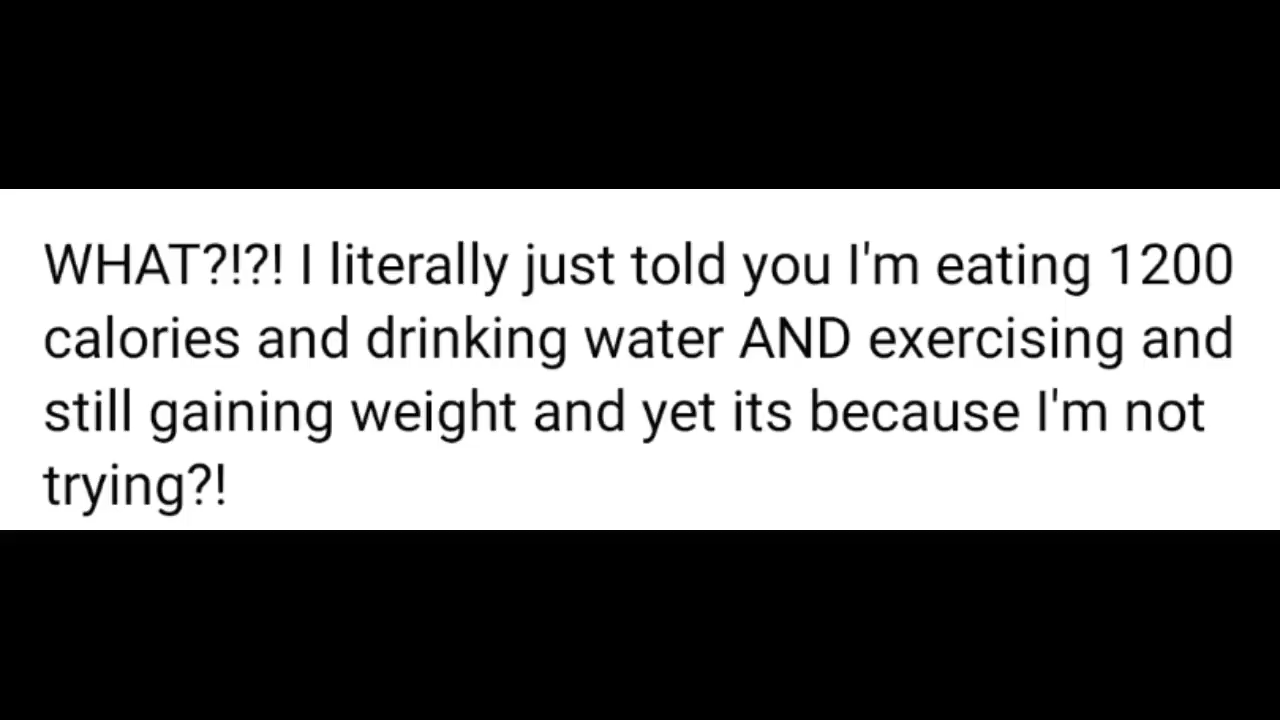 WHAT?!?! I literally just told you I'm eating 1200
calories and drinking water AND exercising and
still gaining weight and yet its because I'm not
trying?!